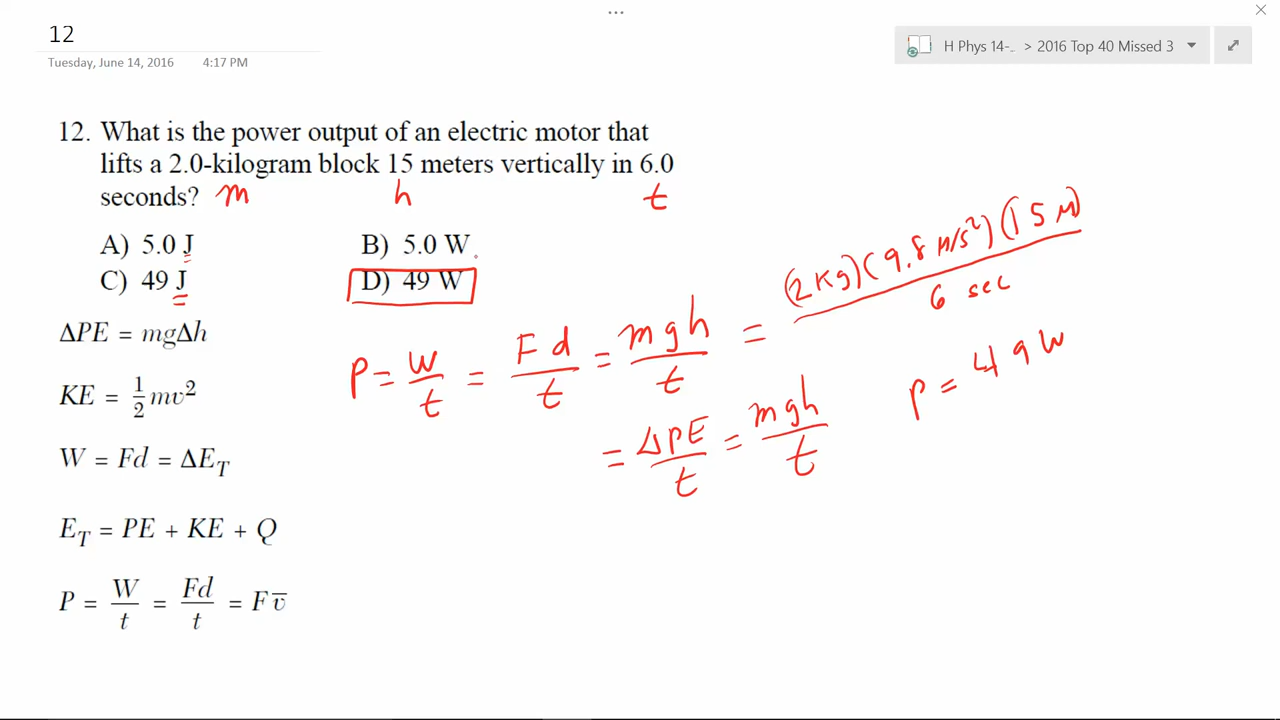 ...
12
Tuesday, June 14, 2016 4:17 PM
H Phys 14-.. > 2016 Top 40 Missed 3
12. What is the power output of an electric motor that
lifts a 2.0-kilogram block 15 meters vertically in 6.0
seconds? m h t
A) 5.0 J B) 5.0 W
C) 49 J D) 49 W
ΔPE = mgΔh
KE = 1/2 mv²
W = Fd = ΔE_T
E_T = PE + KE + Q
P = W/t = Fd/t = Fv̅
P = W/t = Fd/t = mgh/t = (2 kg)(9.8 M/s²)(15 M)/6 sec
= ΔPE/t = mgh/t
P = 49 W